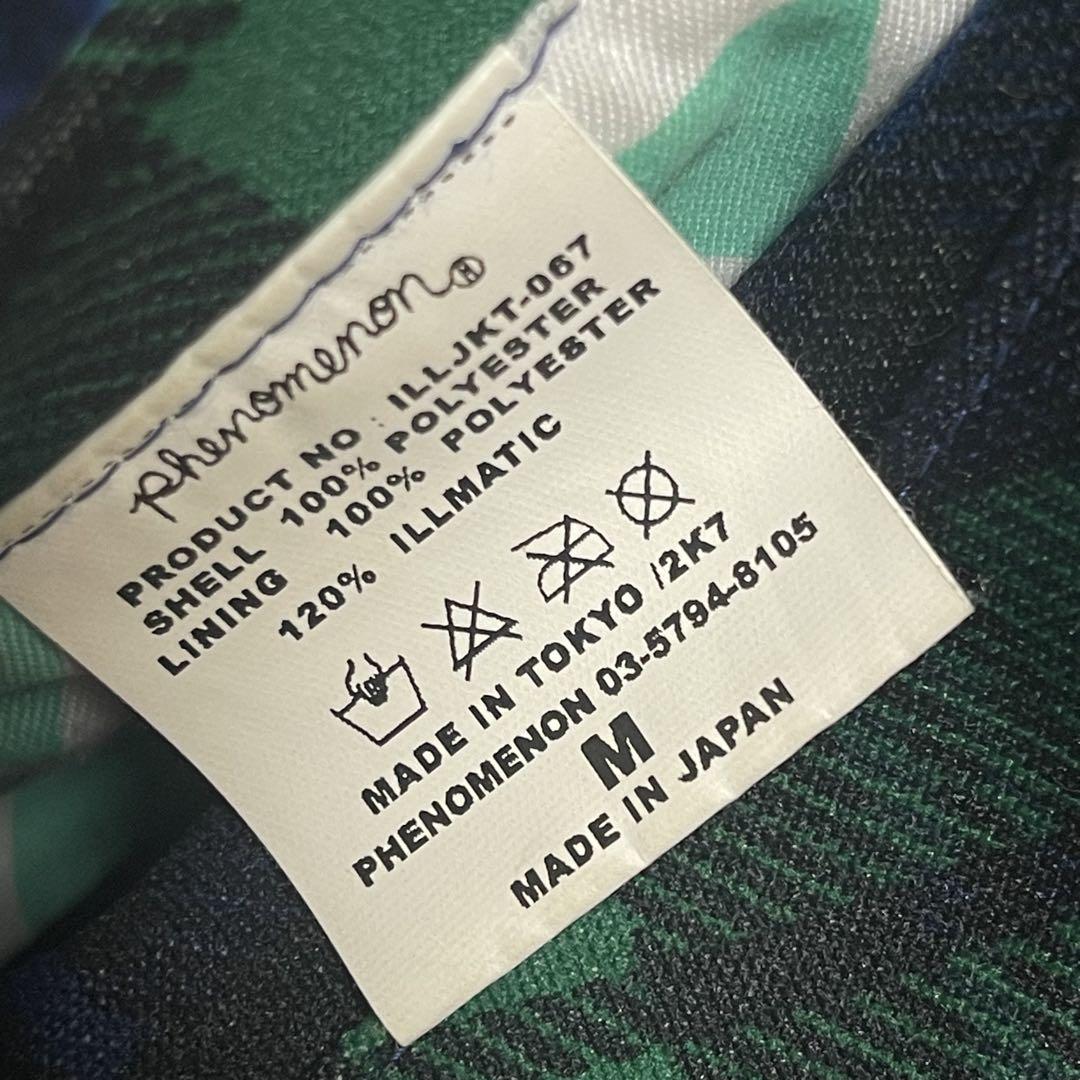 phenomenon®
PRODUCT NO : ILLJKT-067
SHELL 100% POLYESTER
LINING 100% POLYESTER
120% ILLMATIC
MADE IN TOKYO /2K7
PHENOMENON 03-5794-8105
M
MADE IN JAPAN